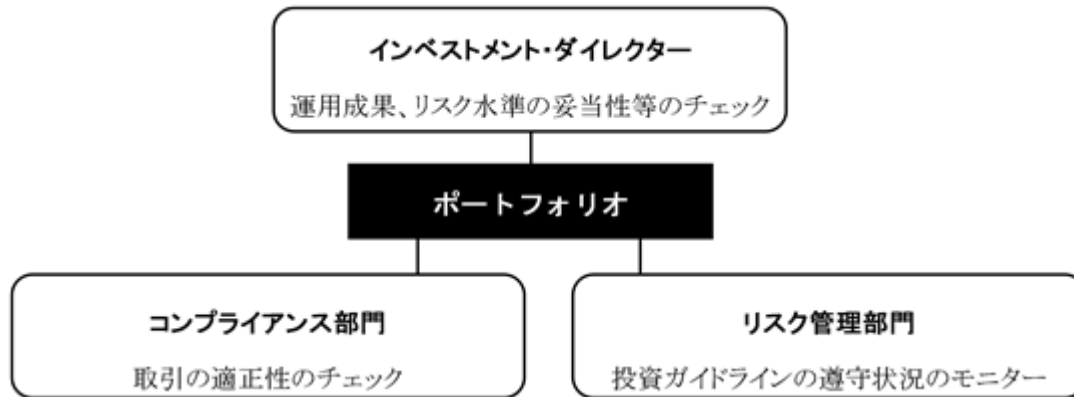 インベストメント・ダイレクター
運用成果、リスク水準の妥当性等のチェック
ポートフォリオ
コンプライアンス部門
取引の適正性のチェック
リスク管理部門
投資ガイドラインの遵守状況のモニター